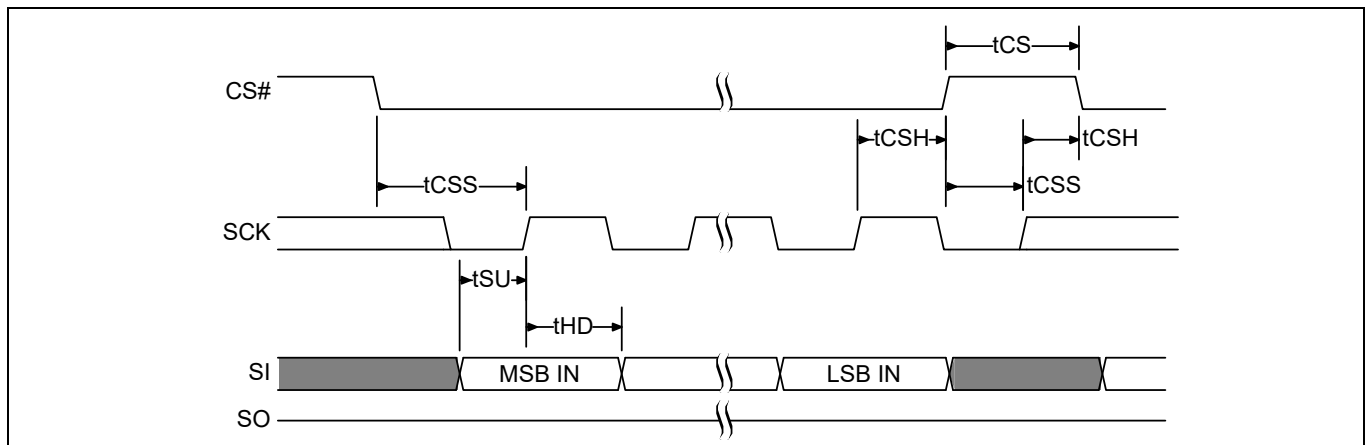 tCS
CS#
tCSH
tCSH
tCSS
tCSS
SCK
tSU
tHD
SI
MSB IN
LSB IN
SO